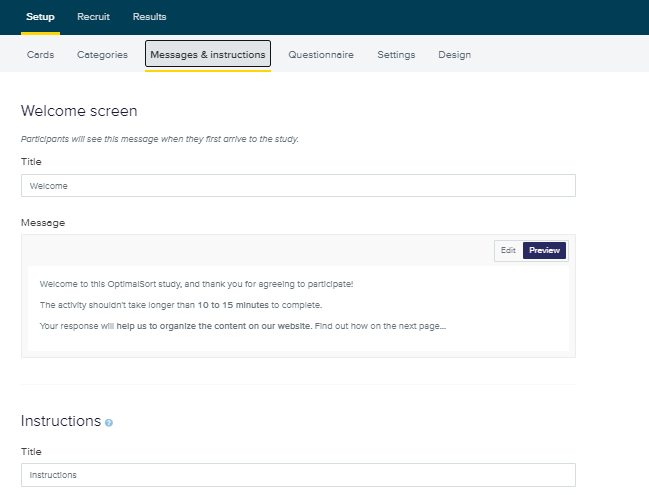 Setup Recruit Results
Cards Categories Messages & instructions Questionnaire Settings Design
Welcome screen
Participants will see this message when they first arrive to the study.
Title
Welcome
Message
Edit Preview
Welcome to this OptimalSort study, and thank you for agreeing to participate!
The activity shouldn't take longer than 10 to 15 minutes to complete.
Your response will help us to organize the content on our website. Find out how on the next page...
Instructions ?
Title
Instructions